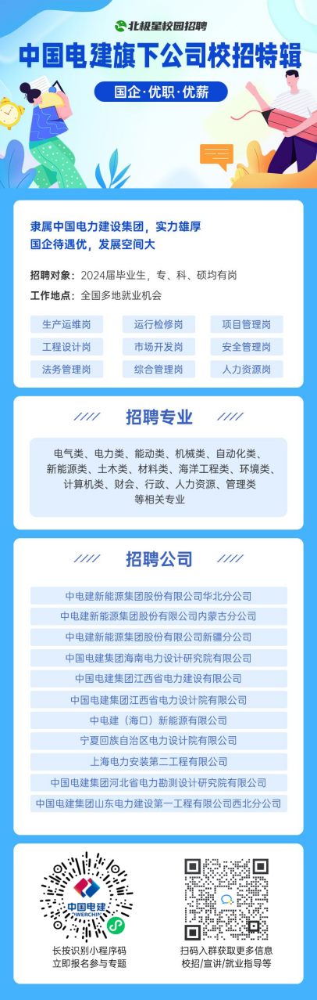 北极星校园招聘
中国电建旗下公司校招特辑
国企·优职·优薪
隶属中国电力建设集团，实力雄厚
国企待遇优，发展空间大
招聘对象：2024届毕业生，专、科、硕均有岗
工作地点：全国多地就业机会
生产运维岗 运行检修岗 项目管理岗
工程设计岗 市场开发岗 安全管理岗
法务管理岗 综合管理岗 人力资源岗
招聘专业
电气类、电力类、能动类、机械类、自动化类、
新能源类、土木类、材料类、海洋工程类、环境类、
计算机类、财会、行政、人力资源、管理类
等相关专业
招聘公司
中电建新能源集团股份有限公司华北分公司
中电建新能源集团股份有限公司内蒙古分公司
中电建新能源集团股份有限公司新疆分公司
中国电建集团海南电力设计研究院有限公司
中国电建集团江西省电力建设有限公司
中国电建集团江西省电力设计院有限公司
中电建（海口）新能源有限公司
宁夏回族自治区电力设计院有限公司
上海电力安装第二工程有限公司
中国电建集团河北省电力勘测设计研究院有限公司
中国电建集团山东电力建设第一工程有限公司西北分公司
中国电建
POWERCHINA
长按识别小程序码
立即报名参与专题
扫码入群获取更多信息
校招/宣讲/就业指导等